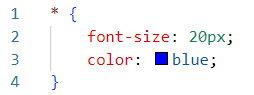 1 * {
2     font-size: 20px;
3     color: blue;
4 }